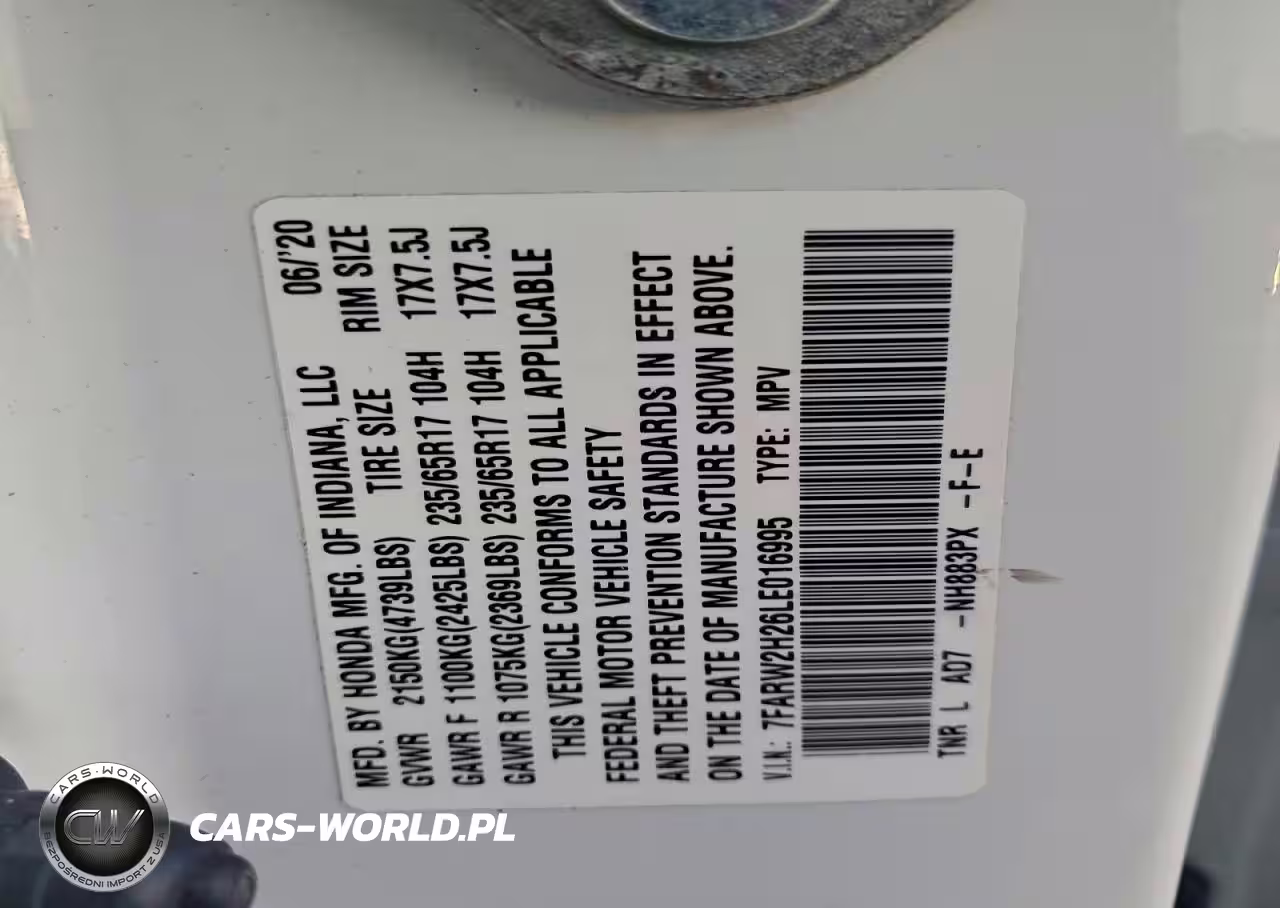 MFD. BY HONDA MFG. OF INDIANA, LLC 06/'20
GVWR 2150KG(4739LBS) TIRE SIZE RIM SIZE
GAWR F 1100KG(2425LBS) 235/65R17 104H 17X7.5J
GAWR R 1075KG(2369LBS) 235/65R17 104H 17X7.5J
THIS VEHICLE CONFORMS TO ALL APPLICABLE
FEDERAL MOTOR VEHICLE SAFETY
AND THEFT PREVENTION STANDARDS IN EFFECT
ON THE DATE OF MANUFACTURE SHOWN ABOVE.
V.I.N.: 7FARW2H26LE016995 TYPE: MPV
TNR L AD7 -NH883PX -F-E
CARS-WORLD
CW
BEZPOŚREDNI IMPORT Z USA
CARS-WORLD.PL